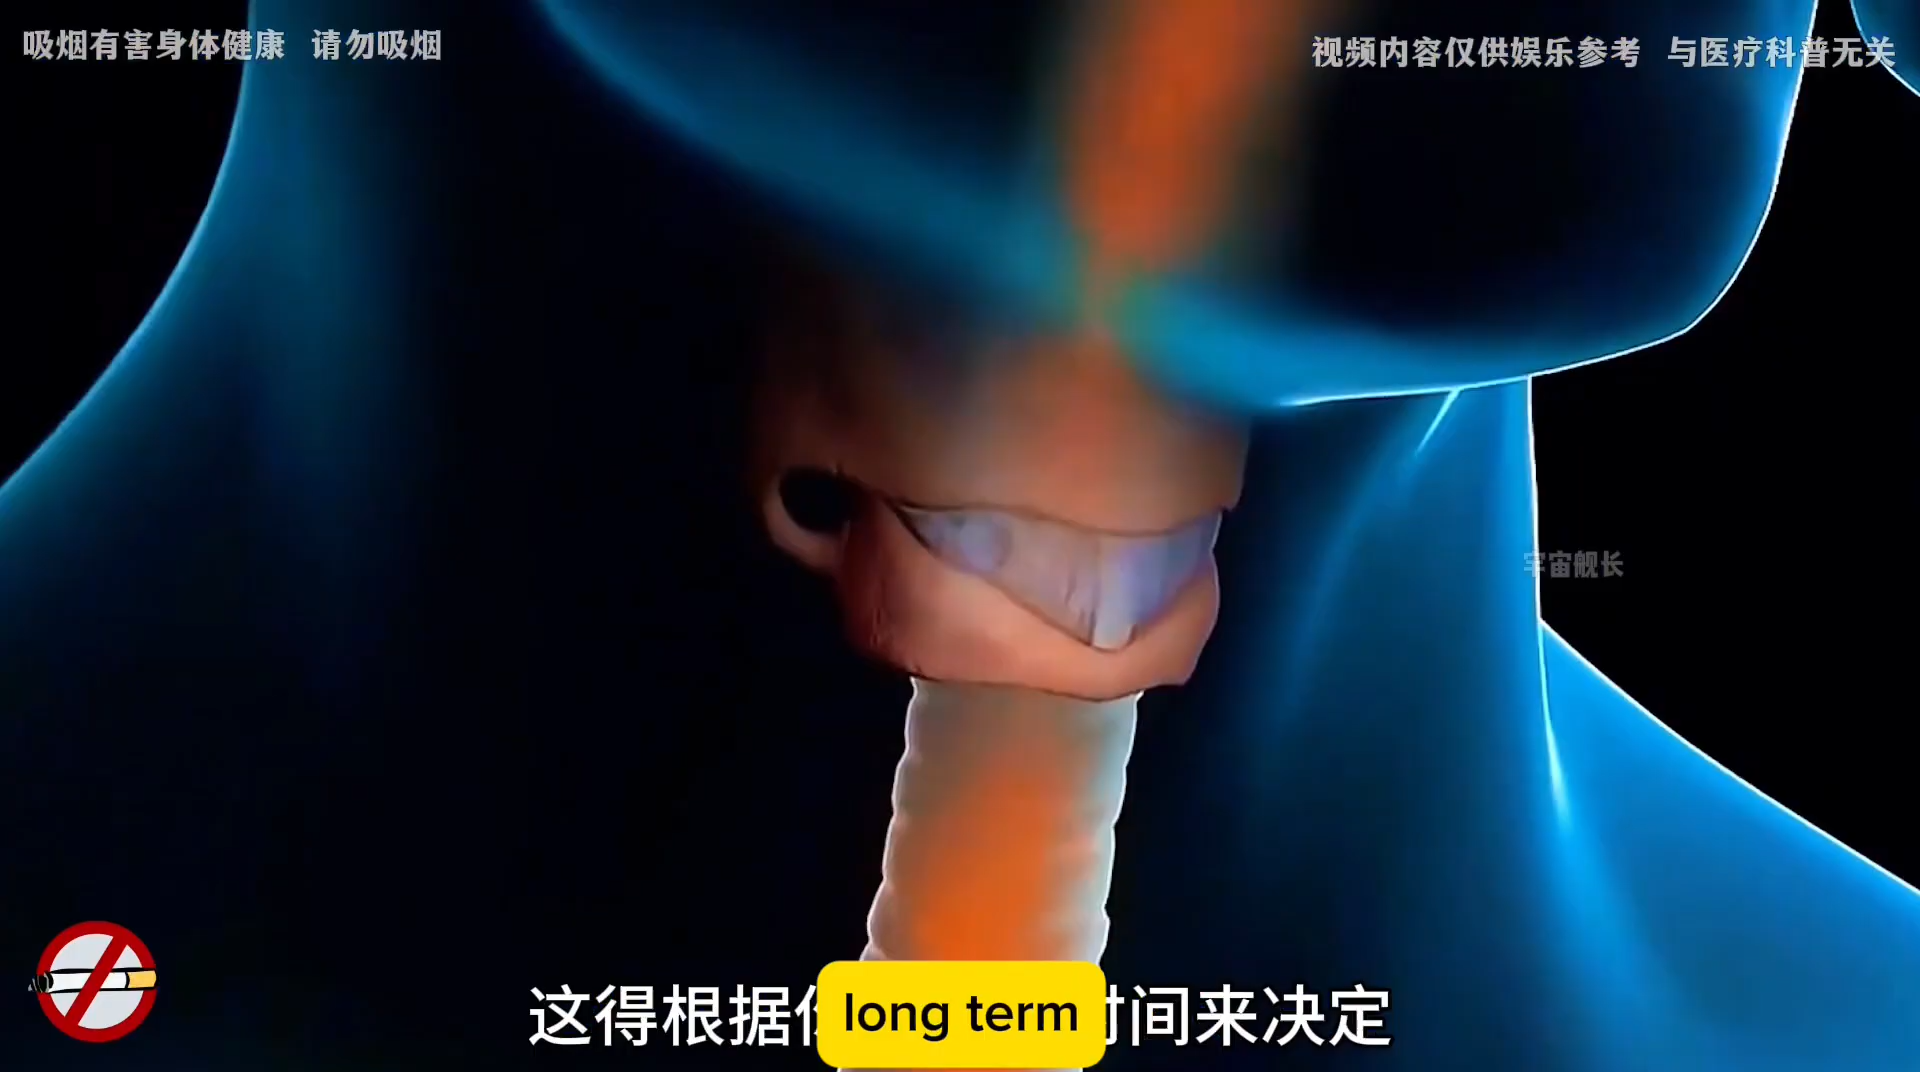 吸烟有害身体健康 请勿吸烟
视频内容仅供娱乐参考 与医疗科普无关
宇宙舰长
这得根据 时间来决定
long term